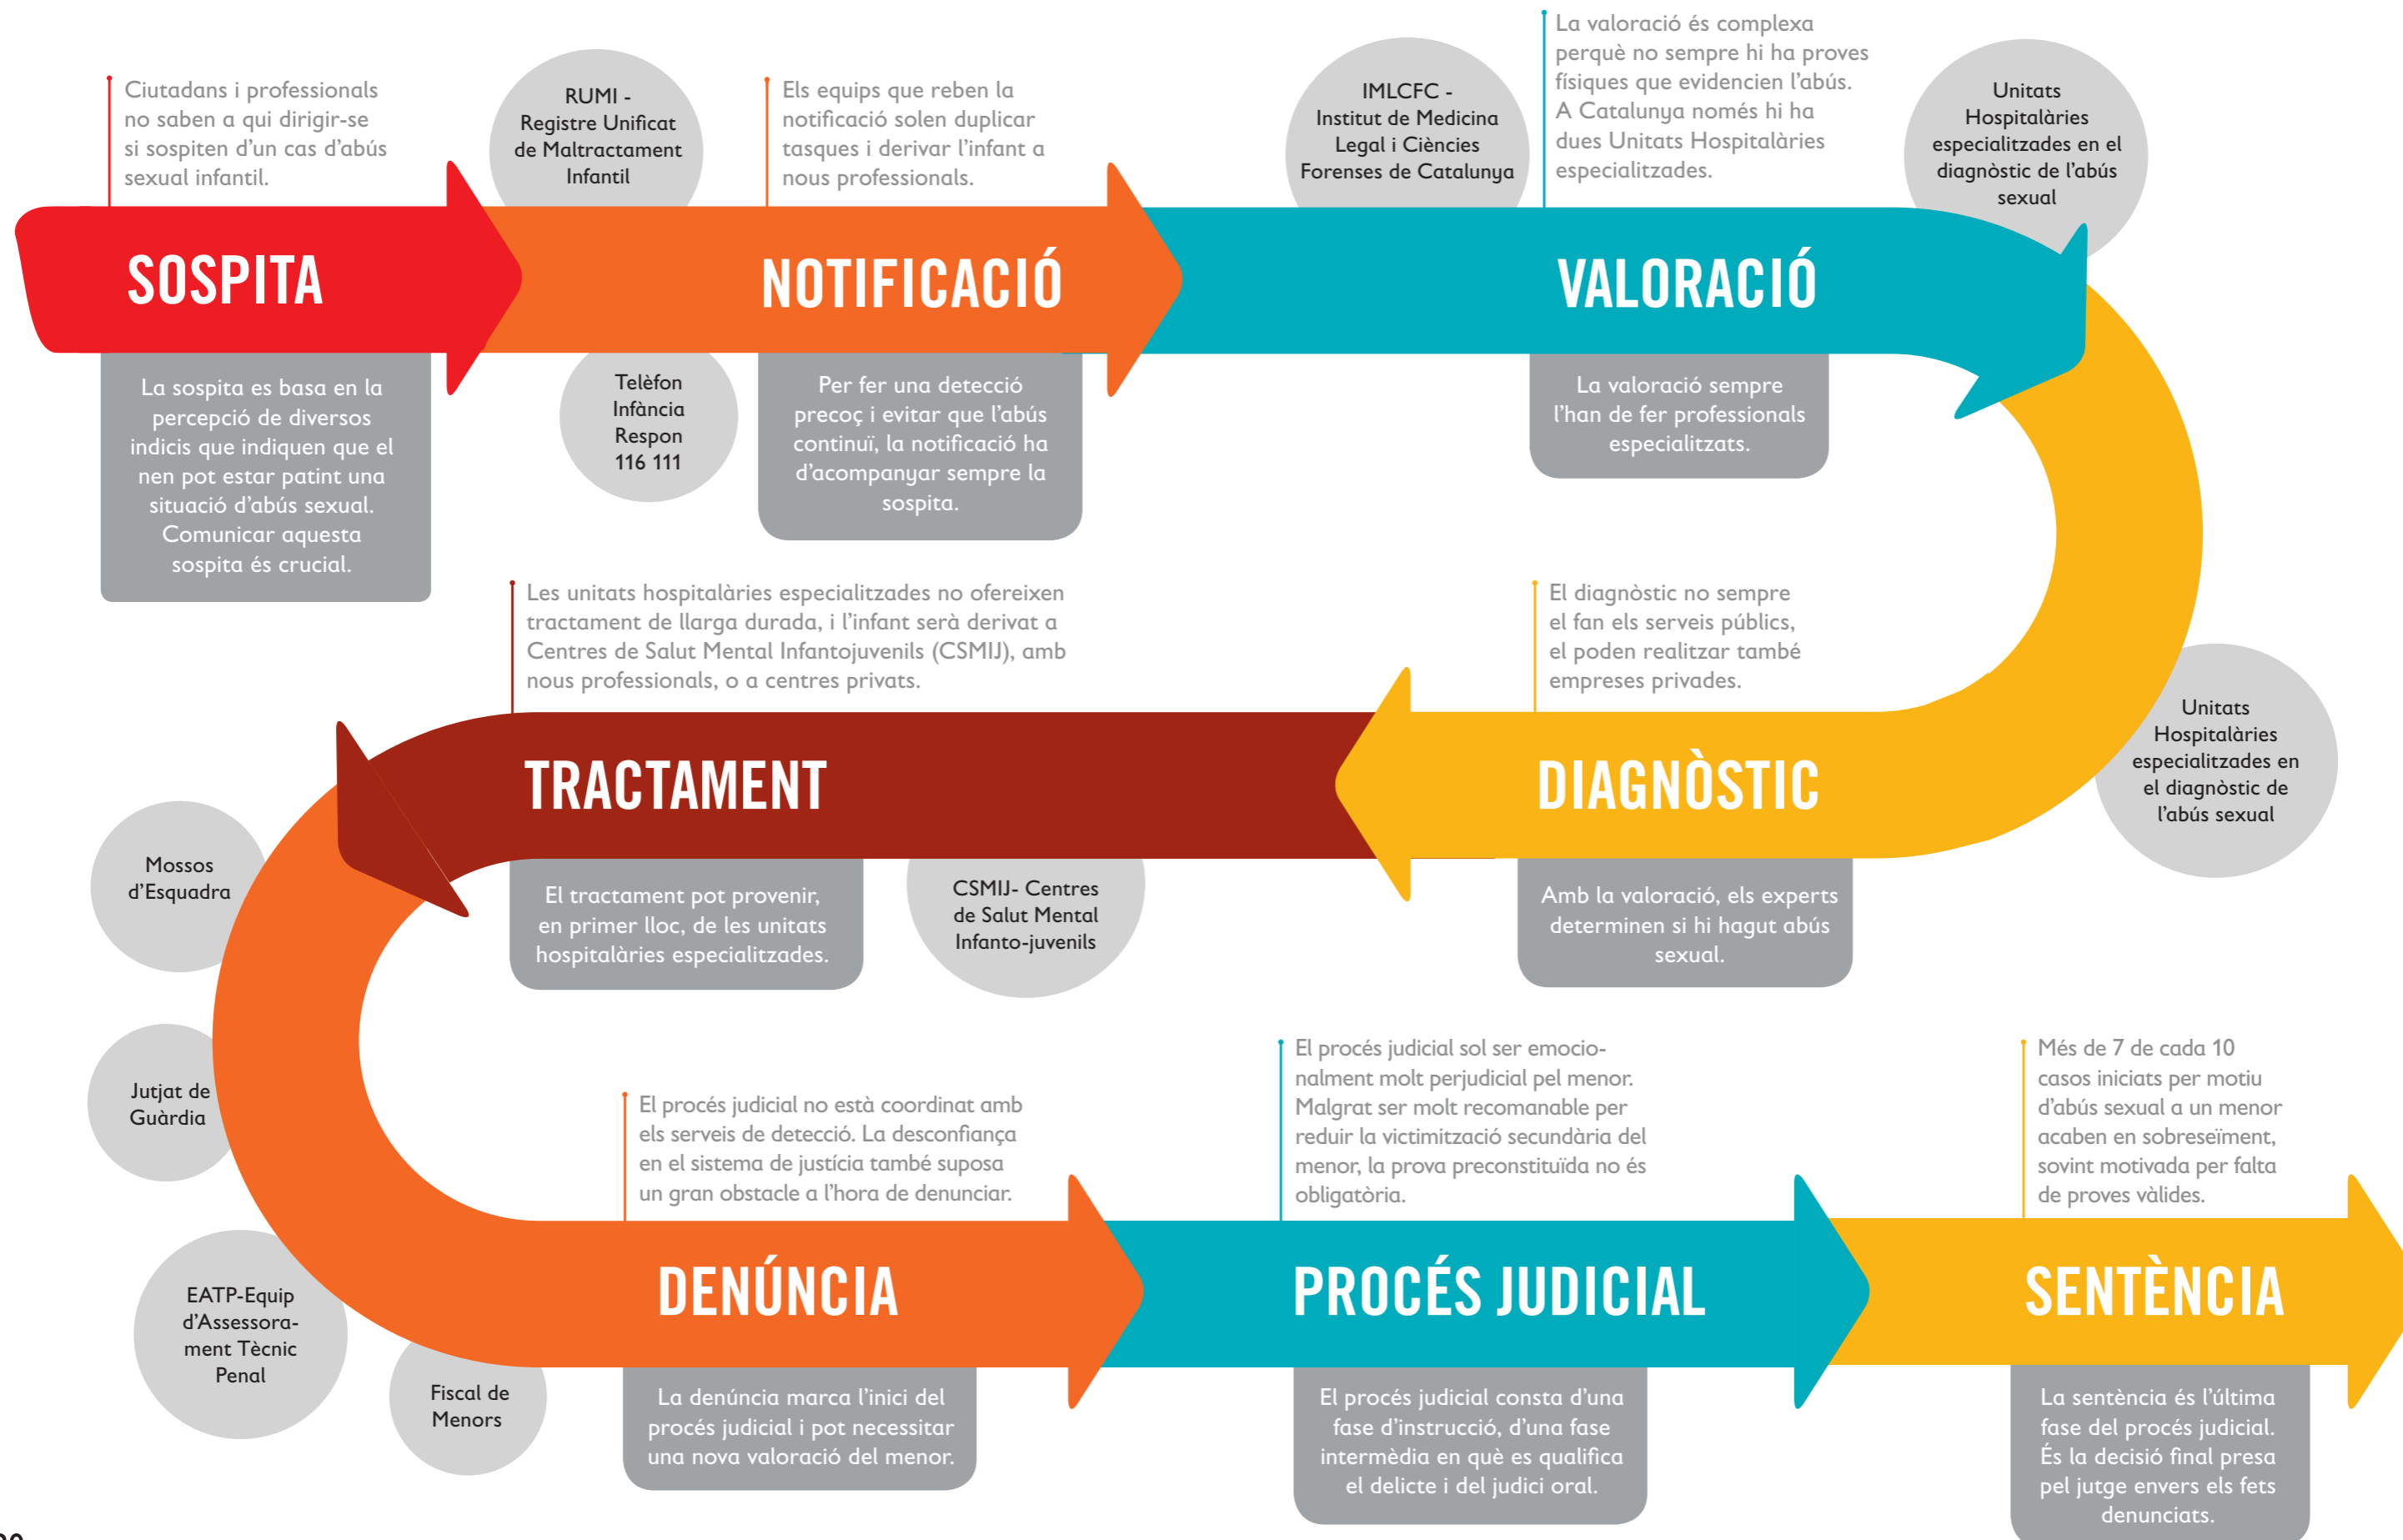 Ciutadans i professionals
no saben a qui dirigir-se
si sospiten d'un cas d'abús
sexual infantil.
RUMI -
Registre Unificat
de Maltractament
Infantil
Els equips que reben la
notificació solen duplicar
tasques i derivar l'infant a
nous professionals.
IMLCFC -
Institut de Medicina
Legal i Ciències
Forenses de Catalunya
La valoració és complexa
perquè no sempre hi ha proves
físiques que evidencien l'abús.
A Catalunya només hi ha
dues Unitats Hospitalàries
especialitzades.
Unitats
Hospitalàries
especialitzades en el
diagnòstic de l'abús
sexual
SOSPITA
NOTIFICACIÓ
VALORACIÓ
La sospita es basa en la
percepció de diversos
indicis que indiquen que el
nen pot estar patint una
situació d'abús sexual.
Comunicar aquesta
sospita és crucial.
Telèfon
Infància
Respon
116 111
Per fer una detecció
precoç i evitar que l'abús
continuï, la notificació ha
d'acompanyar sempre la
sospita.
La valoració sempre
l'han de fer professionals
especialitzats.
Les unitats hospitalàries especialitzades no ofereixen
tractament de llarga durada, i l'infant serà derivat a
Centres de Salut Mental Infantojuvenils (CSMIJ), amb
nous professionals, o a centres privats.
El diagnòstic no sempre
el fan els serveis públics,
el poden realitzar també
empreses privades.
Unitats
Hospitalàries
especialitzades en
el diagnòstic de
l'abús sexual
TRACTAMENT
DIAGNÒSTIC
El tractament pot provenir,
en primer lloc, de les unitats
hospitalàries especialitzades.
CSMIJ- Centres
de Salut Mental
Infanto-juvenils
Amb la valoració, els experts
determinen si hi hagut abús
sexual.
Mossos
d'Esquadra
Jutjat de
Guàrdia
EATP-Equip
d'Assessora-
ment Tècnic
Penal
Fiscal de
Menors
El procés judicial no està coordinat amb
els serveis de detecció. La desconfiança
en el sistema de justícia també suposa
un gran obstacle a l'hora de denunciar.
El procés judicial sol ser emocio-
nalment molt perjudicial pel menor.
Malgrat ser molt recomanable per
reduir la victimització secundària del
menor, la prova preconstituïda no és
obligatòria.
Més de 7 de cada 10
casos iniciats per motiu
d'abús sexual a un menor
acaben en sobreseïment,
sovint motivada per falta
de proves vàlides.
DENÚNCIA
PROCÉS JUDICIAL
SENTÈNCIA
La denúncia marca l'inici del
procés judicial i pot necessitar
una nova valoració del menor.
El procés judicial consta d'una
fase d'instrucció, d'una fase
intermèdia en què es qualifica
el delicte i del judici oral.
La sentència és l'última
fase del procés judicial.
És la decisió final presa
pel jutge envers els fets
denunciats.